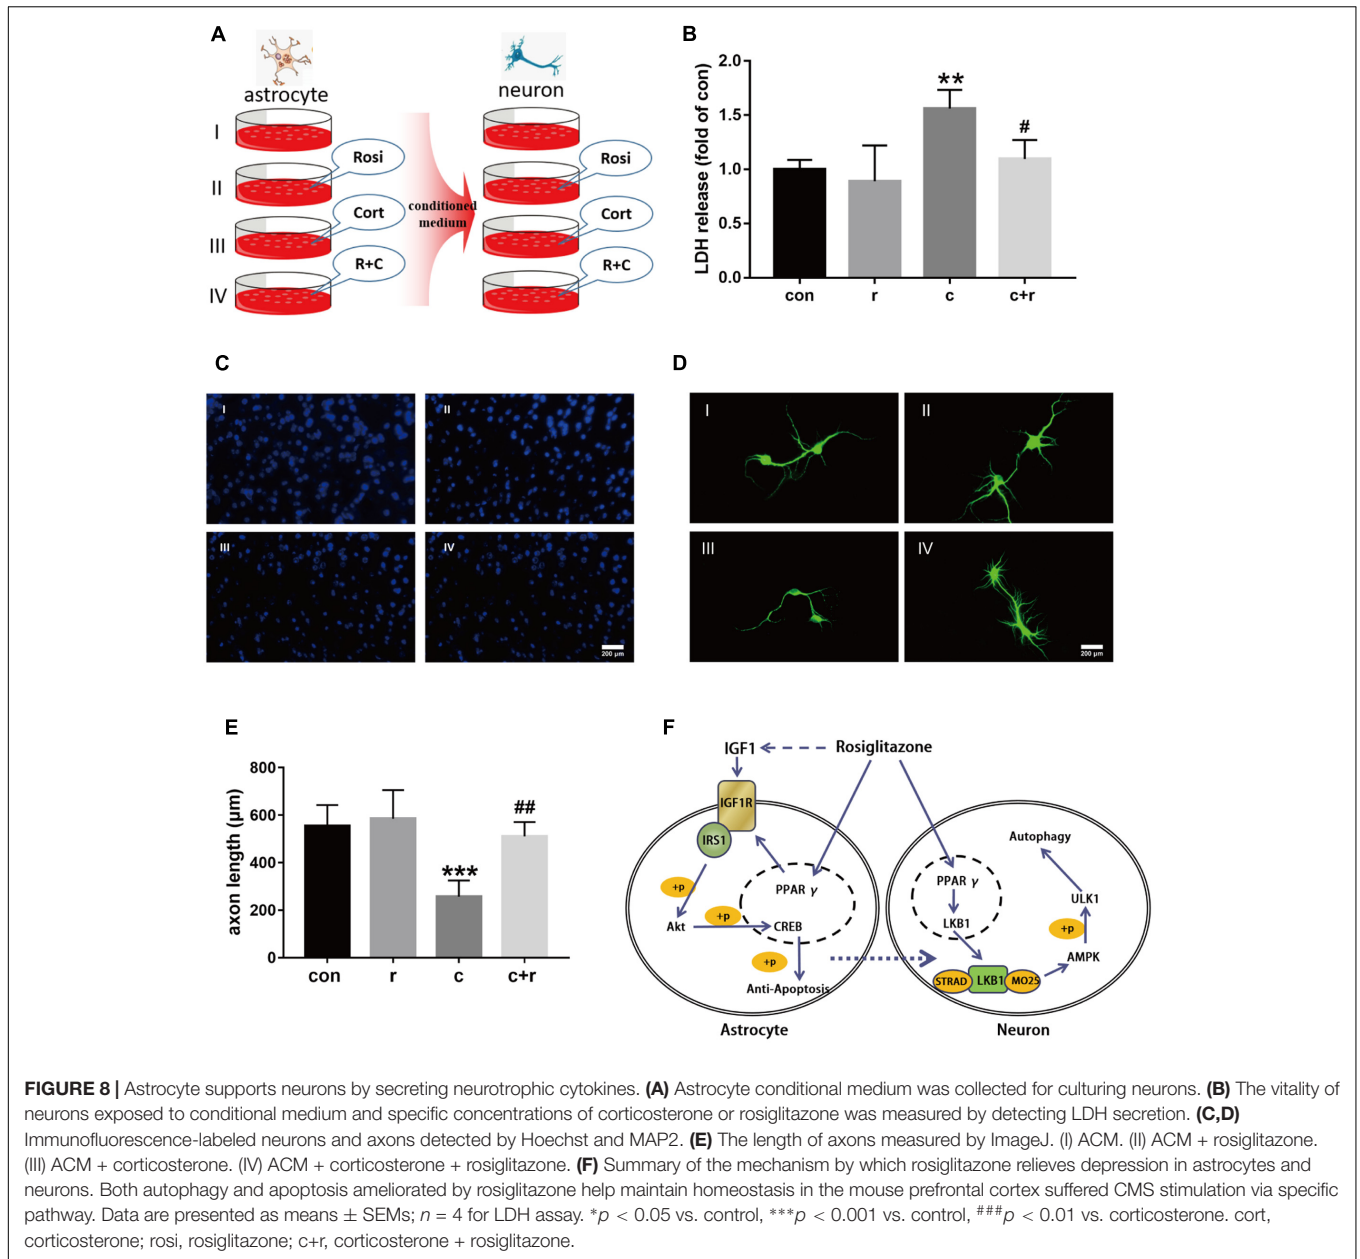 A
astrocyte
neuron
I
II
III
IV
Rosi
Cort
R+C
conditioned
medium
Rosi
Cort
R+C
B
LDH release (fold of con)
2.0
1.5
1.0
0.5
0.0
**
#
con r c c+r
C
I
II
III
IV
200 μm
D
I
II
III
IV
200 μm
E
axon length (μm)
800
600
400
200
0
***
##
con r c c+r
F
IGF1
Rosiglitazone
IGF1R
IRS1
+p
Akt
+p
PPAR γ
CREB
+p
Anti-Apoptosis
Astrocyte
Autophagy
PPAR γ
LKB1
ULK1
+p
AMPK
STRAD
LKB1
MO25
Neuron
FIGURE 8 | Astrocyte supports neurons by secreting neurotrophic cytokines. (A) Astrocyte conditional medium was collected for culturing neurons. (B) The vitality of
neurons exposed to conditional medium and specific concentrations of corticosterone or rosiglitazone was measured by detecting LDH secretion. (C,D)
Immunofluorescence-labeled neurons and axons detected by Hoechst and MAP2. (E) The length of axons measured by ImageJ. (I) ACM. (II) ACM + rosiglitazone.
(III) ACM + corticosterone. (IV) ACM + corticosterone + rosiglitazone. (F) Summary of the mechanism by which rosiglitazone relieves depression in astrocytes and
neurons. Both autophagy and apoptosis ameliorated by rosiglitazone help maintain homeostasis in the mouse prefrontal cortex suffered CMS stimulation via specific
pathway. Data are presented as means ± SEMs; n = 4 for LDH assay. *p < 0.05 vs. control, ***p < 0.001 vs. control, ###p < 0.01 vs. corticosterone. cort,
corticosterone; rosi, rosiglitazone; c+r, corticosterone + rosiglitazone.